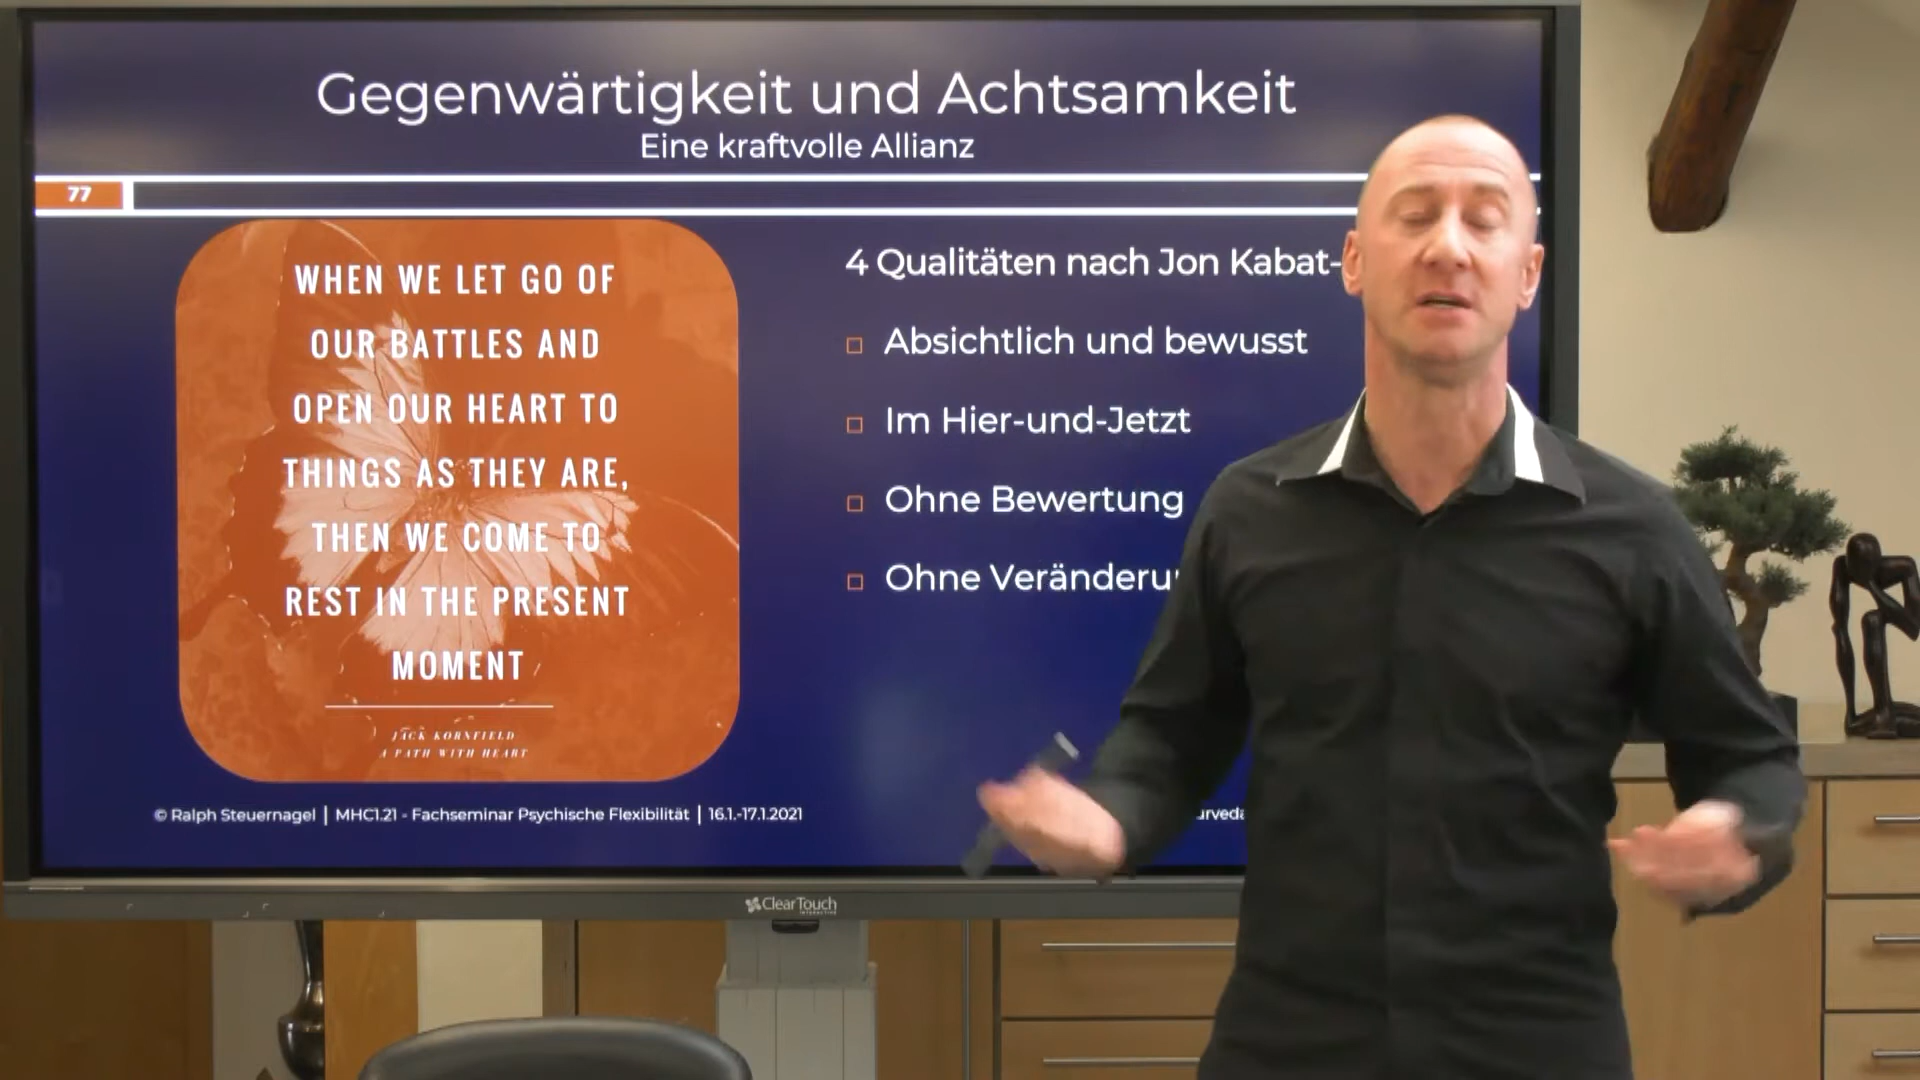 Gegenwärtigkeit und Achtsamkeit
Eine kraftvolle Allianz
77
WHEN WE LET GO OF
OUR BATTLES AND
OPEN OUR HEART TO
THINGS AS THEY ARE,
THEN WE COME TO
REST IN THE PRESENT
MOMENT
JACK KORNFIELD
A PATH WITH HEART
4 Qualitäten nach Jon Kabat-
Absichtlich und bewusst
Im Hier-und-Jetzt
Ohne Bewertung
Ohne
© Ralph Steuernagel | MHC1.21 - Fachseminar Psychische Flexibilität | 16.1.-17.1.2021
ClearTouch
INTERACTIVE